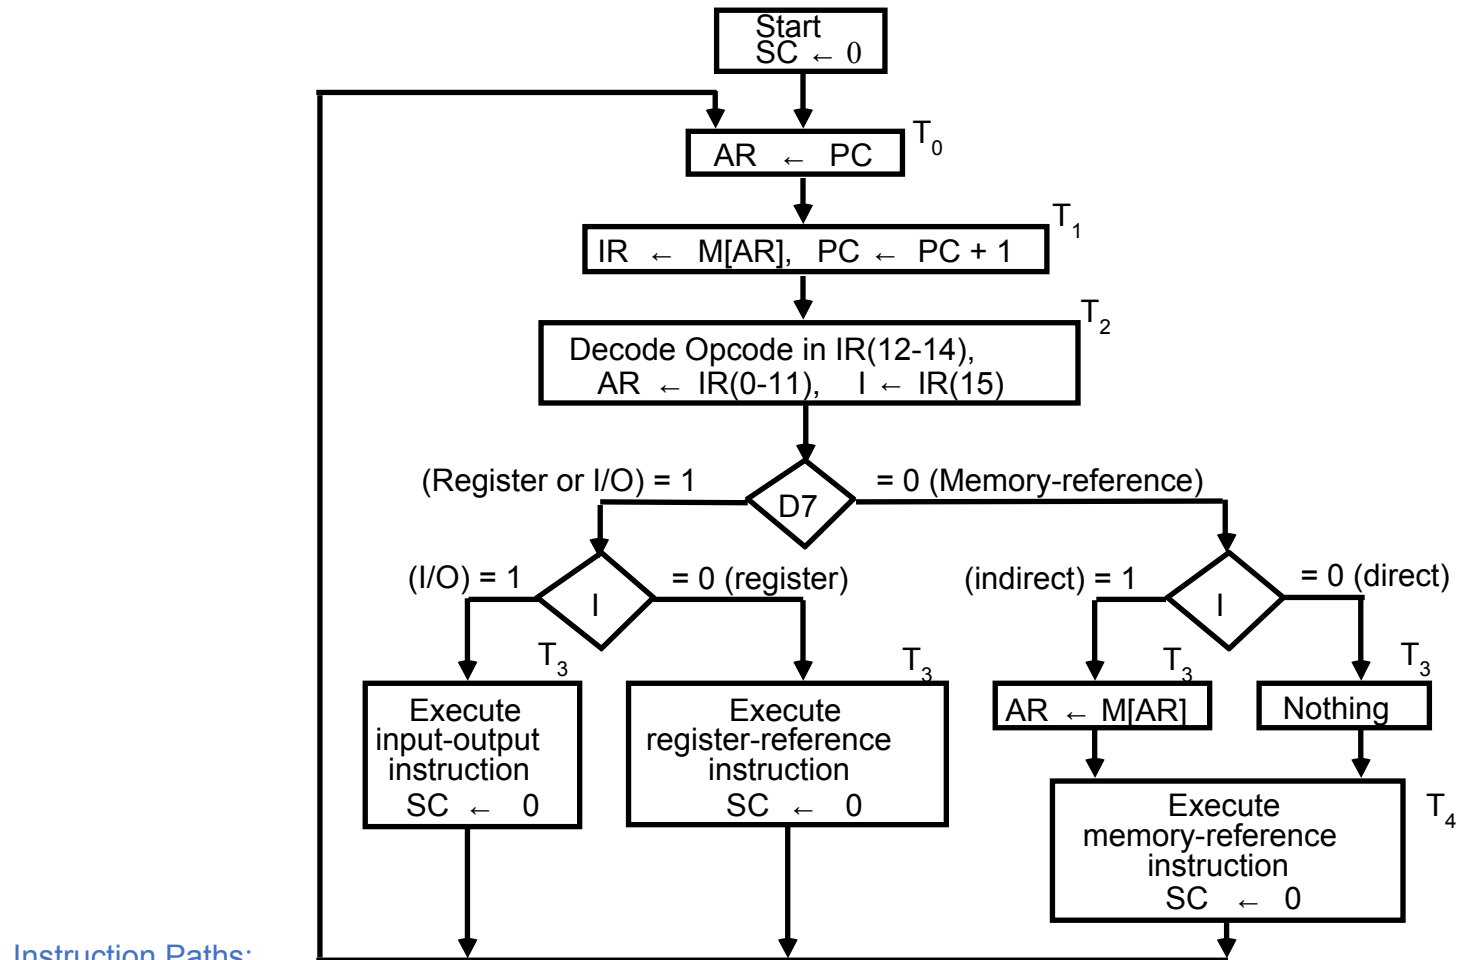 Start
SC ← 0
AR ← PC
T0
T1
IR ← M[AR], PC ← PC + 1
T2
Decode Opcode in IR(12-14),
AR ← IR(0-11), I ← IR(15)
(Register or I/O) = 1
D7
= 0 (Memory-reference)
(I/O) = 1
I
= 0 (register)
(indirect) = 1
I
= 0 (direct)
T3
T3
T3
T3
Execute
input-output
instruction
SC ← 0
Execute
register-reference
instruction
SC ← 0
AR ← M[AR]
Nothing
Execute
memory-reference
instruction
SC ← 0
T4
Instruction Paths: